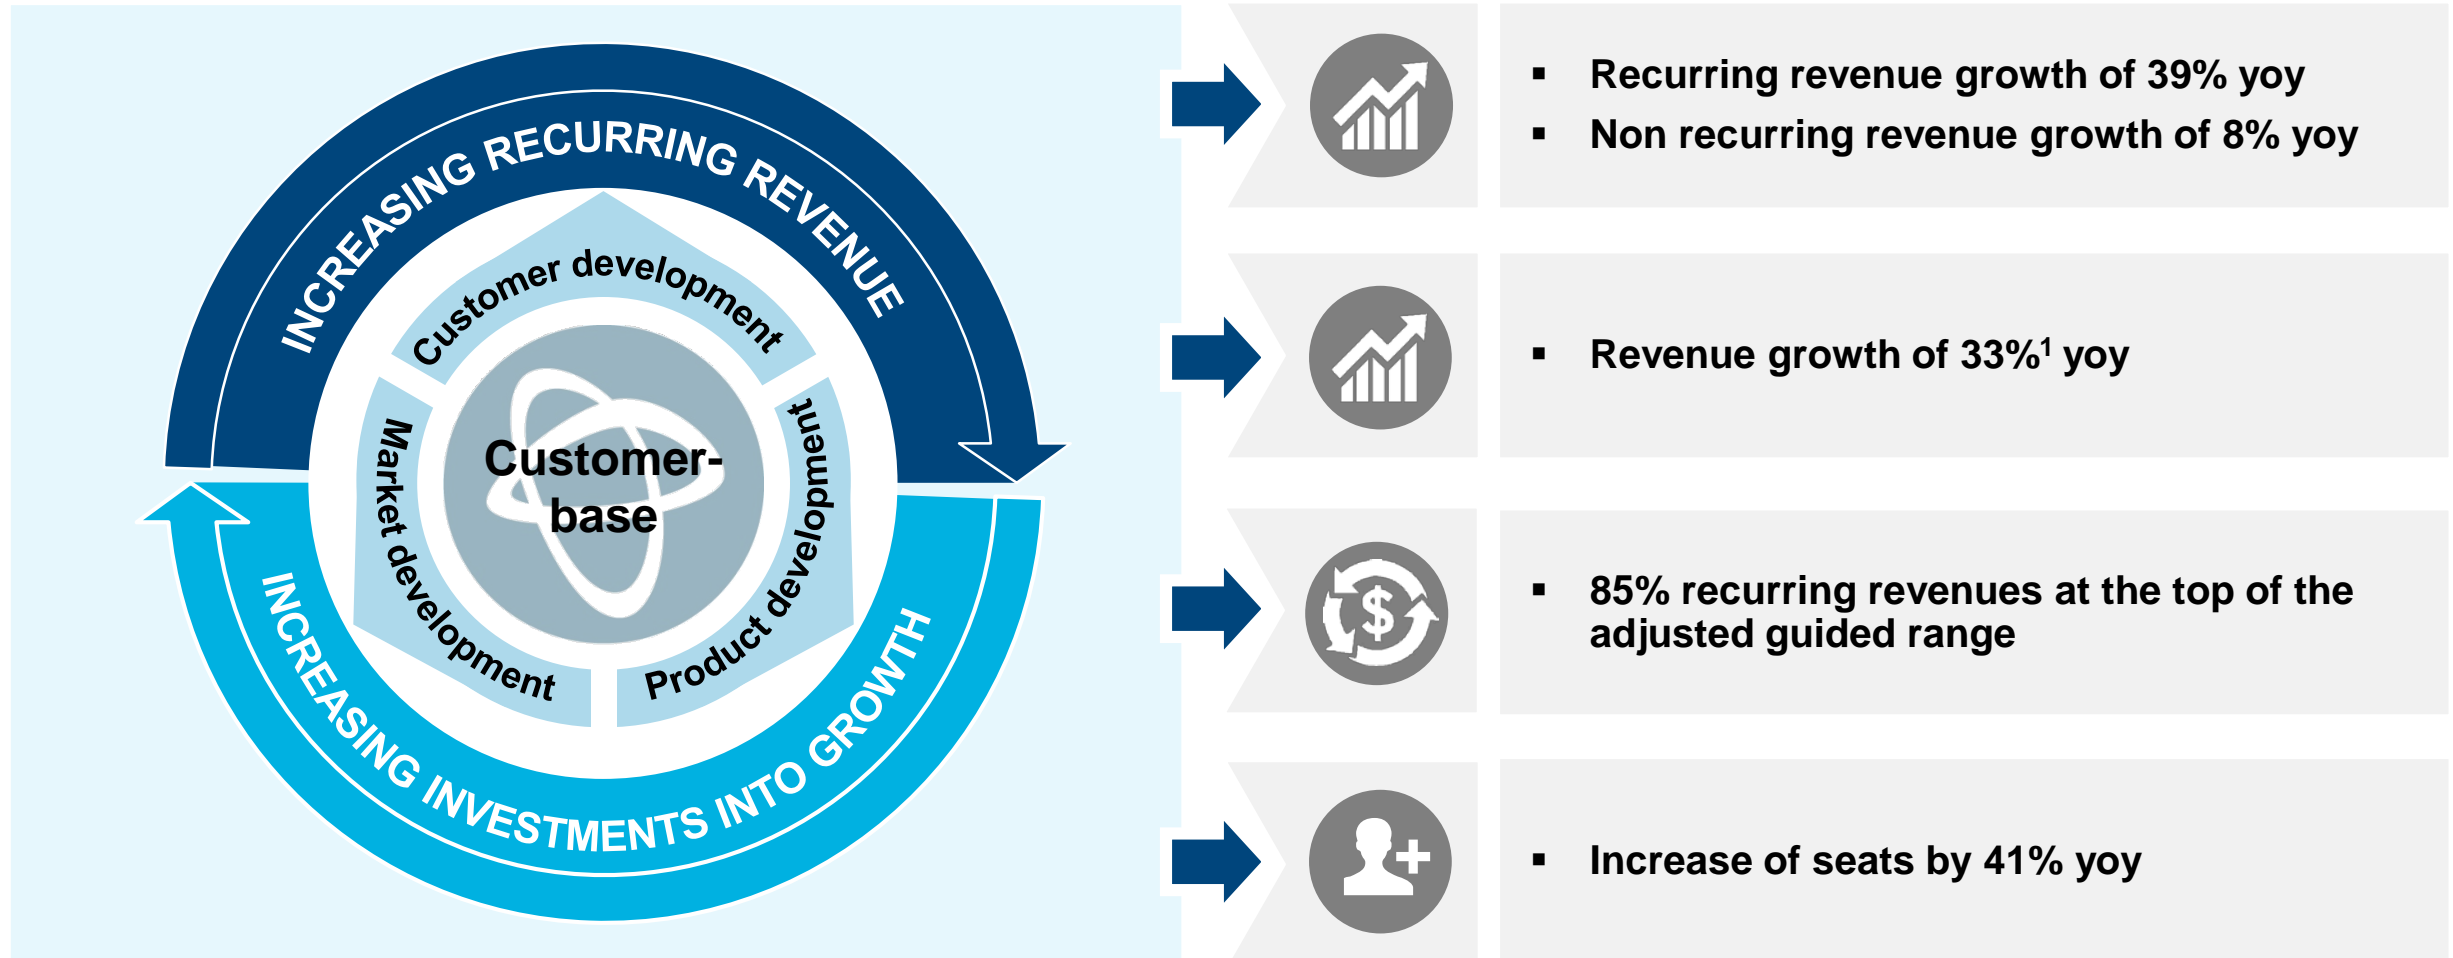 INCREASING RECURRING REVENUE
Customer development
Market development
Product development
Customer-
base
INCREASING INVESTMENTS INTO GROWTH
▪ Recurring revenue growth of 39% yoy
▪ Non recurring revenue growth of 8% yoy
▪ Revenue growth of 33%¹ yoy
$
▪ 85% recurring revenues at the top of the
adjusted guided range
▪ Increase of seats by 41% yoy